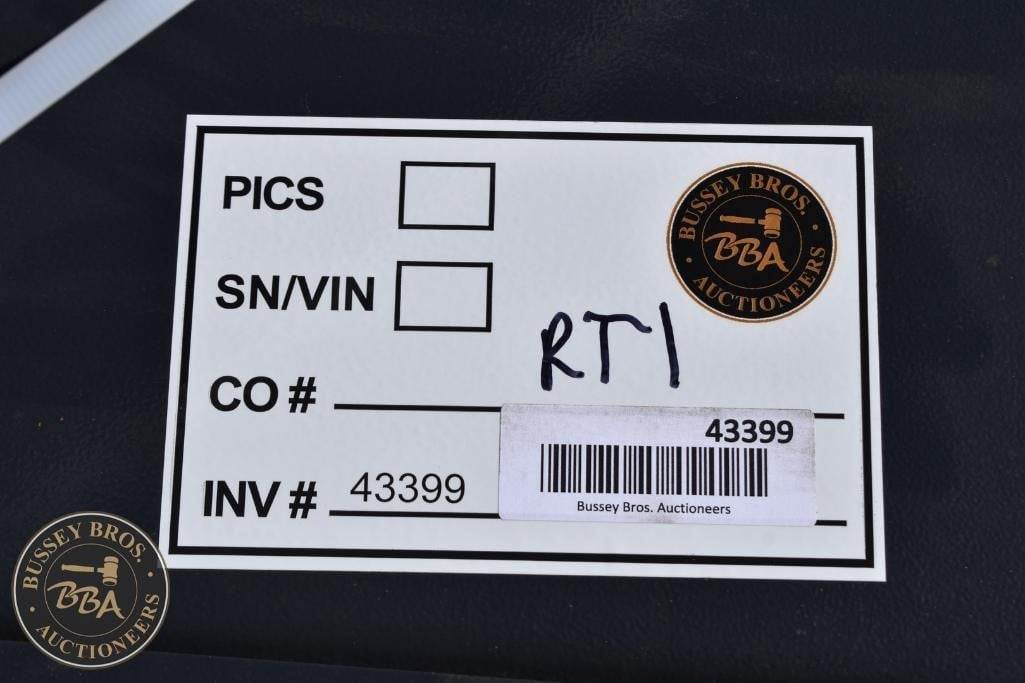 PICS
BUSSEY BROS.
BBA
AUCTIONEERS
SN/VIN
RT1
CO #
43399
INV # 43399
Bussey Bros. Auctioneers
BUSSEY BROS.
BBA
AUCTIONEERS